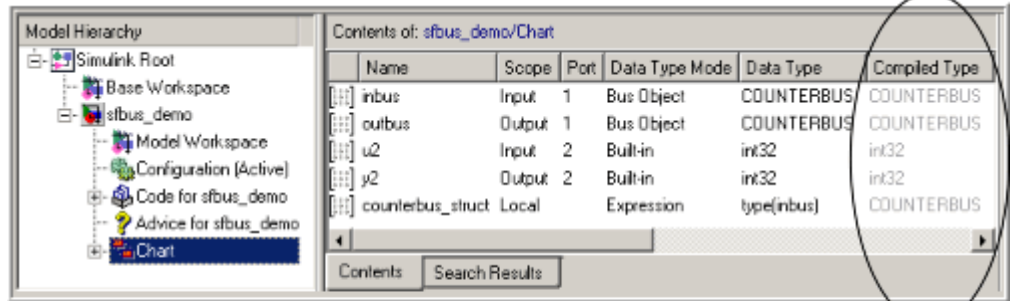 Model Hierarchy
Simulink Root
Base Workspace
sfbus_demo
Model Workspace
Configuration (Active)
Code for sfbus_demo
Advice for sfbus_demo
Chart
Contents of: sfbus_demo/Chart
Name Scope Port Data Type Mode Data Type Compiled Type
inbus Input 1 Bus Object COUNTERBUS COUNTERBUS
outbus Output 1 Bus Object COUNTERBUS COUNTERBUS
u2 Input 2 Built-in int32 int32
y2 Output 2 Built-in int32 int32
counterbus_struct Local Expression type(inbus) COUNTERBUS
Contents Search Results